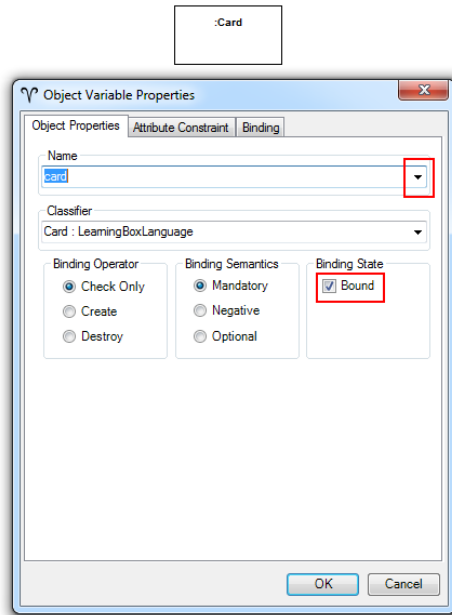 :Card
Object Variable Properties
Object Properties Attribute Constraint Binding
Name
card
Classifier
Card : LearningBoxLanguage
Binding Operator Binding Semantics Binding State
Check Only Mandatory Bound
Create Negative
Destroy Optional
OK Cancel